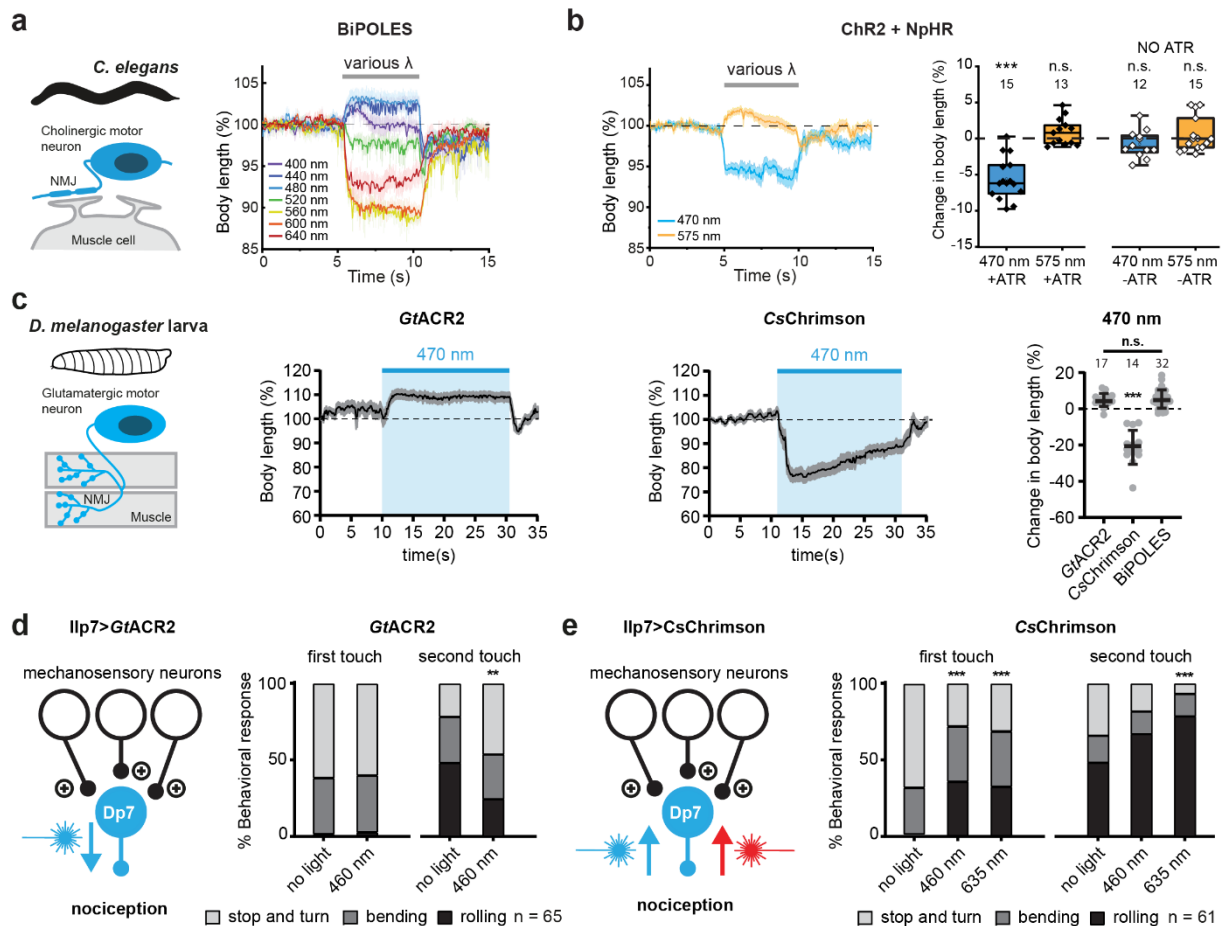 a
BiPOLES
C. elegans
Cholinergic motor
neuron
NMJ
Muscle cell
various λ
Body length (%)
105
100
95
90
85
400 nm
440 nm
480 nm
520 nm
560 nm
600 nm
640 nm
0 5 10 15
Time (s)
b
ChR2 + NpHR
various λ
Body length (%)
105
100
95
90
85
470 nm
575 nm
0 5 10 15
Time (s)
NO ATR
*** n.s. n.s. n.s.
15 13 12 15
Change in body length (%)
10
5
0
-5
-10
-15
470 nm 575 nm 470 nm 575 nm
+ATR +ATR -ATR -ATR
c
D. melanogaster larva
Glutamatergic motor
neuron
NMJ
Muscle
GtACR2
470 nm
Body length (%)
120
110
100
90
80
70
60
0 5 10 15 20 25 30 35
time(s)
CsChrimson
470 nm
Body length (%)
120
110
100
90
80
70
60
0 5 10 15 20 25 30 35
time(s)
470 nm
n.s.
17 14 32
***
Change in body length (%)
40
20
0
-20
-40
-60
GtACR2
CsChrimson
BiPOLES
d
Ilp7>GtACR2
mechanosensory neurons
+ + +
Dp7
nociception
GtACR2
first touch second touch
**
% Behavioral response
100
50
0
no light
460 nm
no light
460 nm
stop and turn bending rolling n = 65
e
Ilp7>CsChrimson
mechanosensory neurons
+ + +
Dp7
nociception
CsChrimson
first touch second touch
*** *** ***
% Behavioral response
100
50
0
no light
460 nm
635 nm
no light
460 nm
635 nm
stop and turn bending rolling n = 61